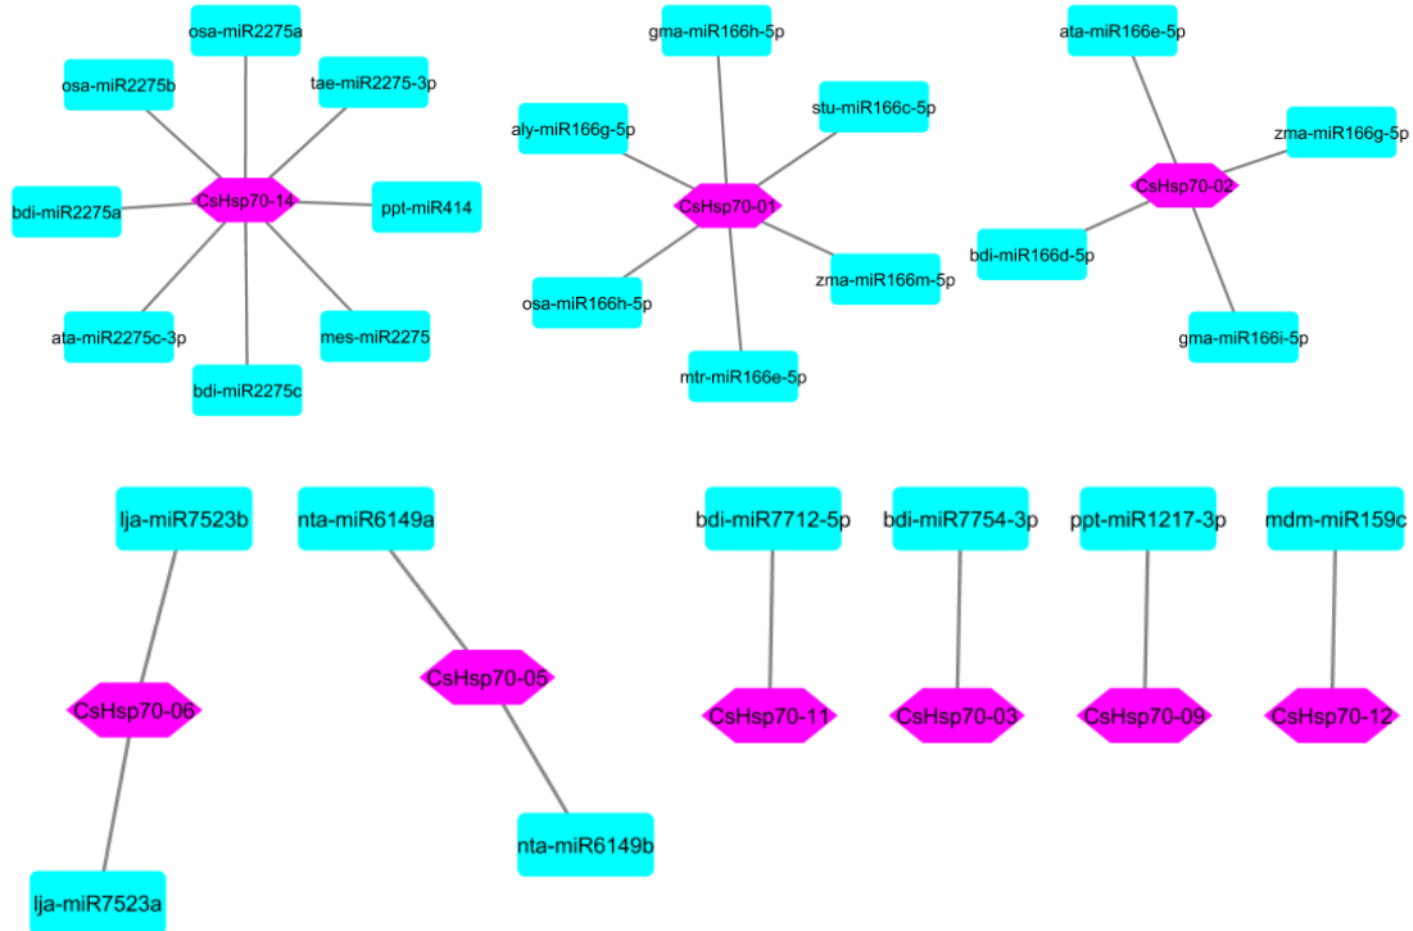 osa-miR2275a
osa-miR2275b
tae-miR2275-3p
bdi-miR2275a
CsHsp70-14
ppt-miR414
ata-miR2275c-3p
mes-miR2275
bdi-miR2275c
gma-miR166h-5p
aly-miR166g-5p
stu-miR166c-5p
CsHsp70-01
osa-miR166h-5p
zma-miR166m-5p
mtr-miR166e-5p
ata-miR166e-5p
zma-miR166g-5p
CsHsp70-02
bdi-miR166d-5p
gma-miR166i-5p
lja-miR7523b
CsHsp70-06
lja-miR7523a
nta-miR6149a
CsHsp70-05
nta-miR6149b
bdi-miR7712-5p
CsHsp70-11
bdi-miR7754-3p
CsHsp70-03
ppt-miR1217-3p
CsHsp70-09
mdm-miR159c
CsHsp70-12